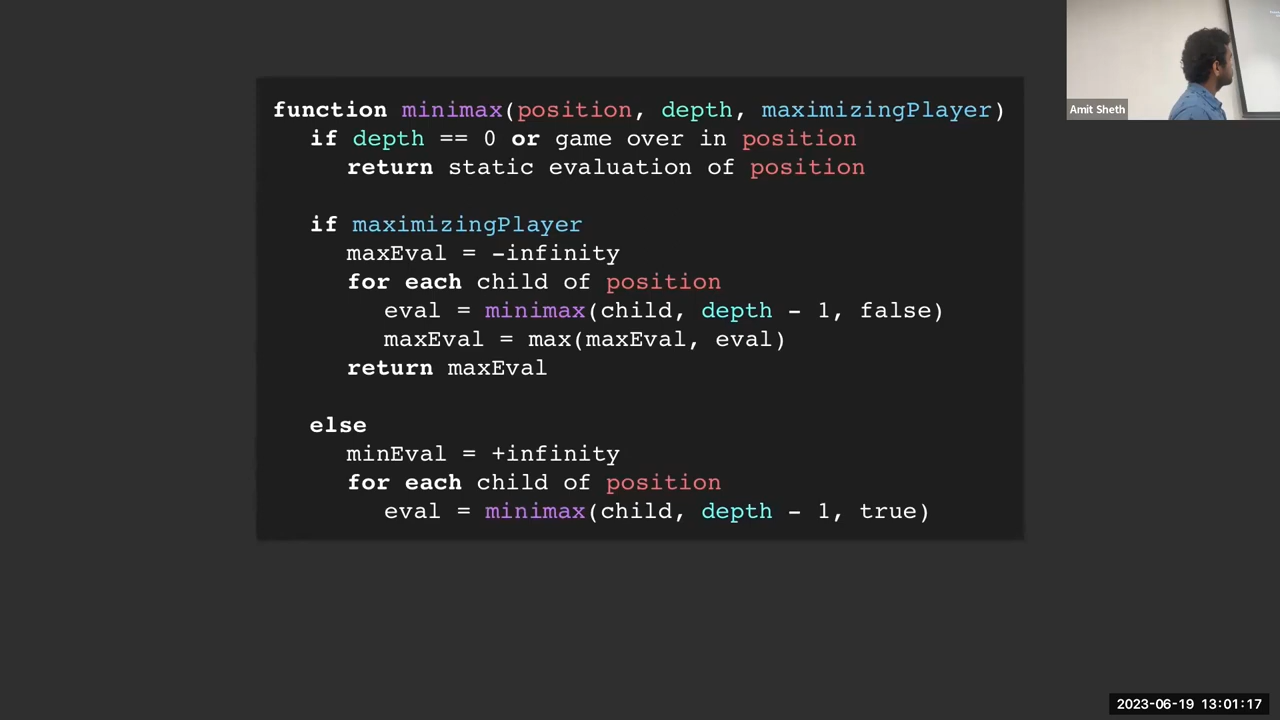 function minimax(position, depth, maximizingPlayer)
if depth == 0 or game over in position
return static evaluation of position
if maximizingPlayer
maxEval = -infinity
for each child of position
eval = minimax(child, depth - 1, false)
maxEval = max(maxEval, eval)
return maxEval
else
minEval = +infinity
for each child of position
eval = minimax(child, depth - 1, true)
Amit Sheth
2023-06-19 13:01:17